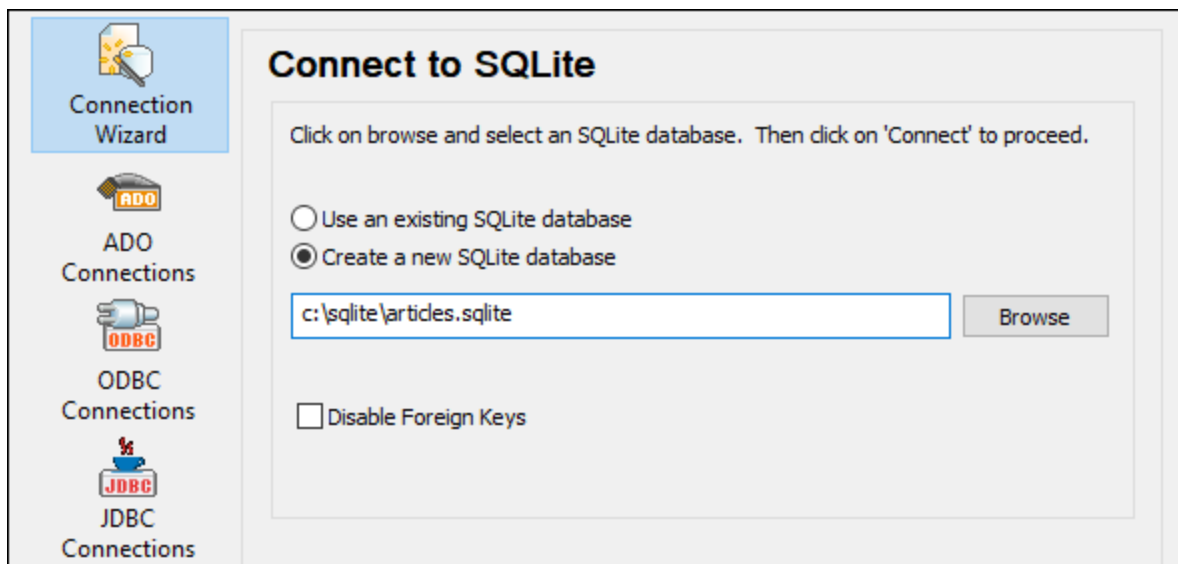 Connection
Wizard
ADO
ADO
Connections
ODBC
ODBC
Connections
JDBC
JDBC
Connections
Connect to SQLite
Click on browse and select an SQLite database.  Then click on 'Connect' to proceed.
Use an existing SQLite database
Create a new SQLite database
c:\sqlite\articles.sqlite
Browse
Disable Foreign Keys